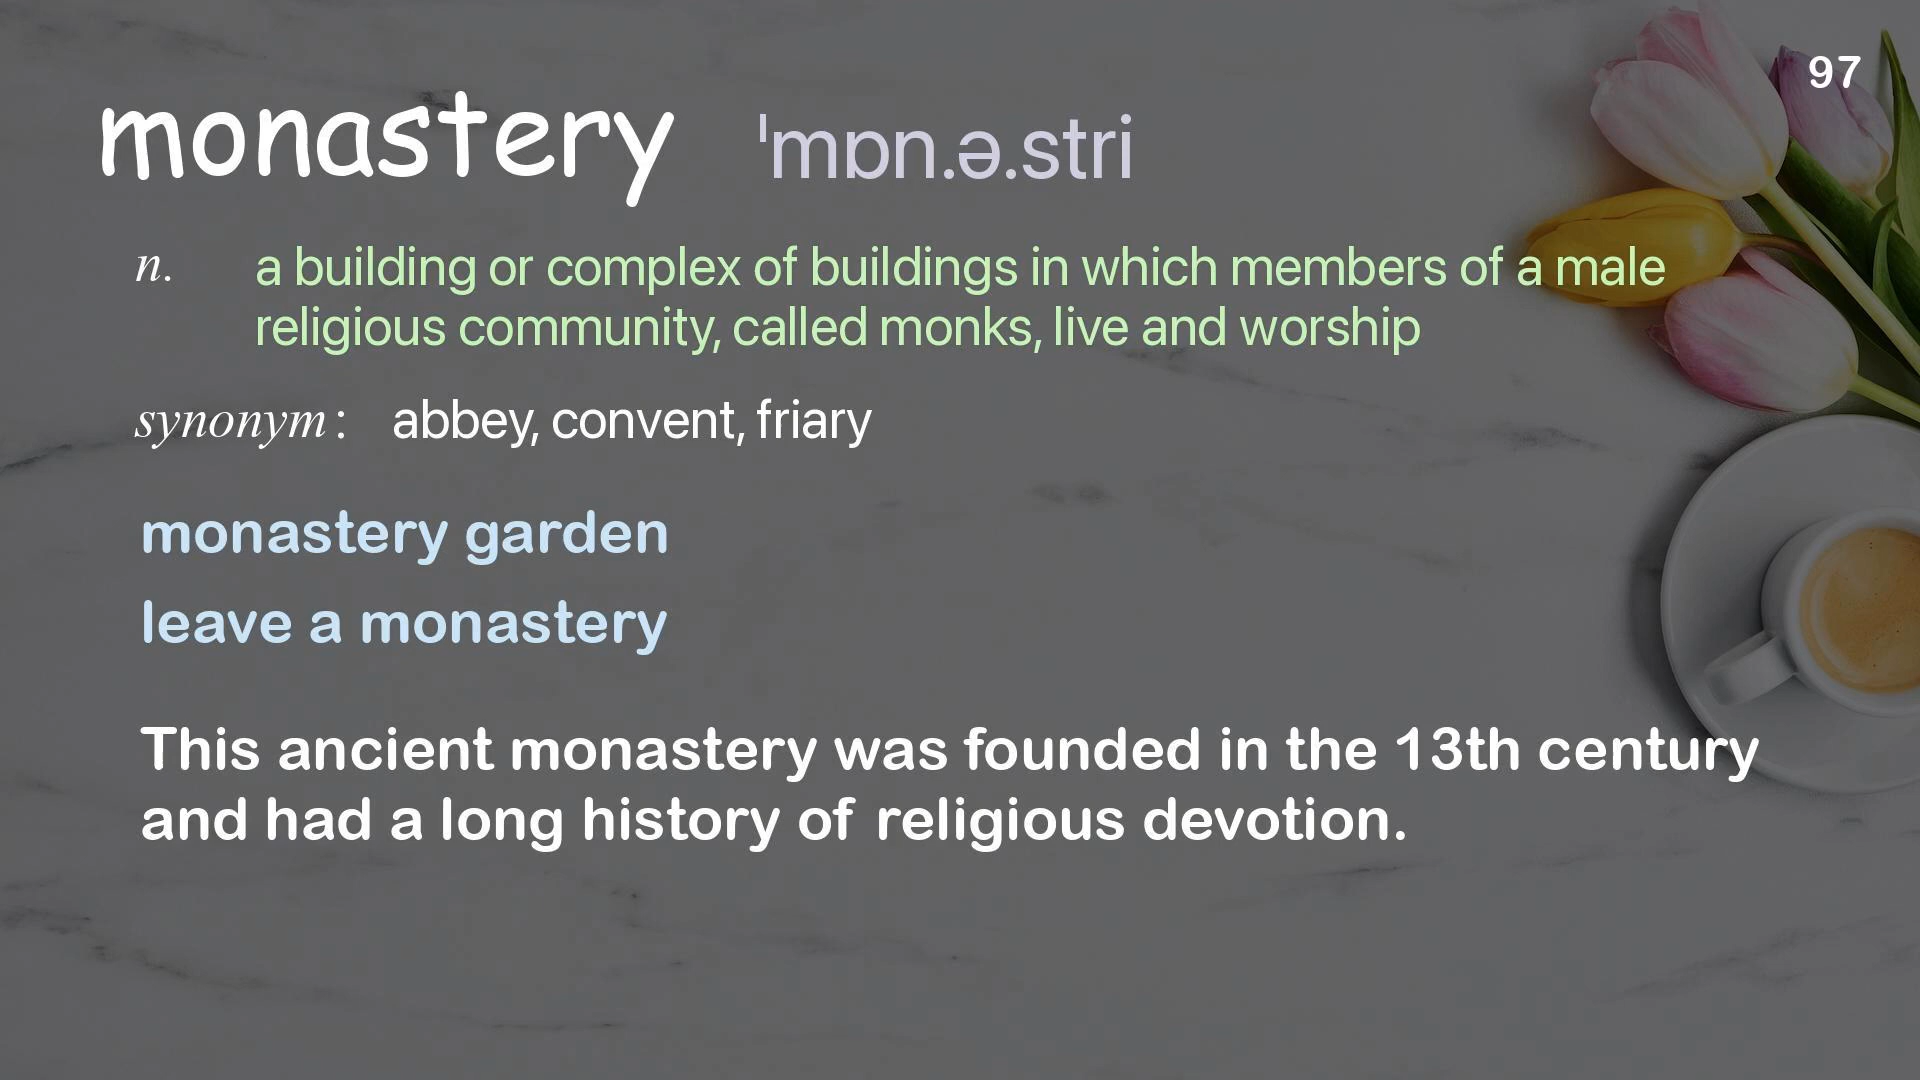 97
monastery ˈmɒn.ə.stri
n. a building or complex of buildings in which members of a male
religious community, called monks, live and worship
synonym: abbey, convent, friary
monastery garden
leave a monastery
This ancient monastery was founded in the 13th century
and had a long history of religious devotion.